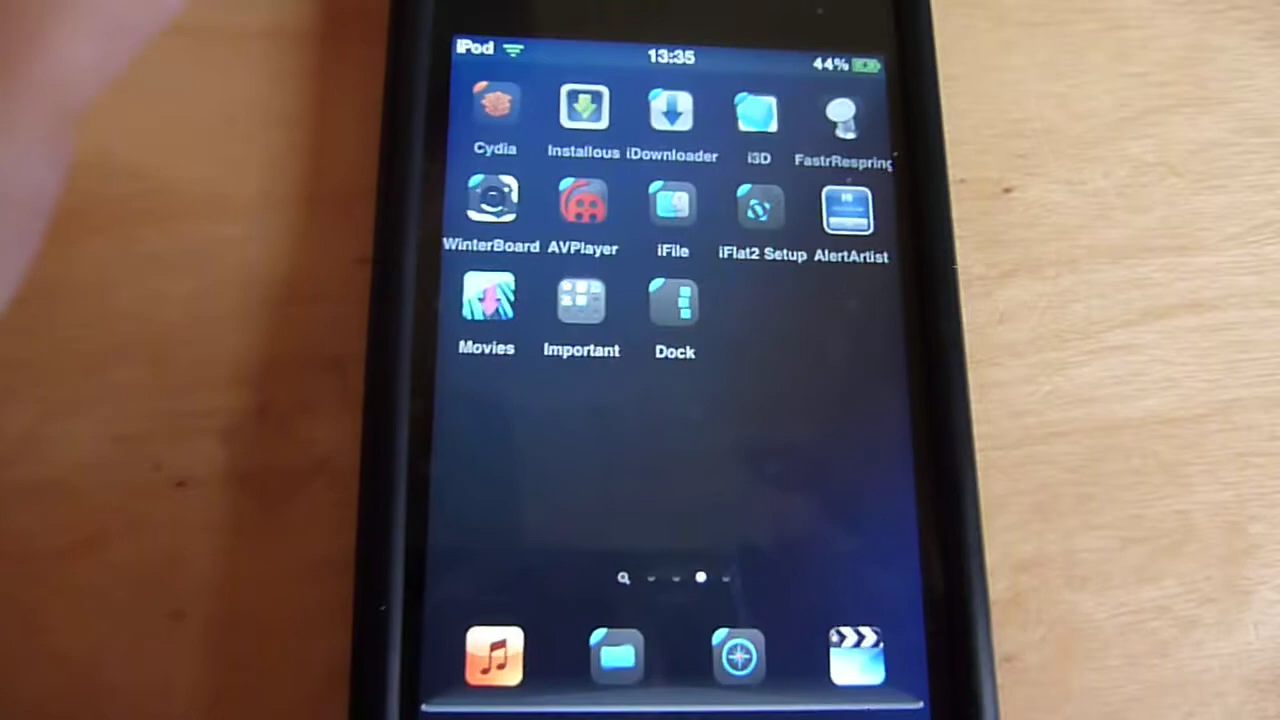 iPod 13:35 44%
Cydia Installous iDownloader i3D FastrRespring
WinterBoard AVPlayer iFile iFlat2 Setup AlertArtist
Movies Important Dock